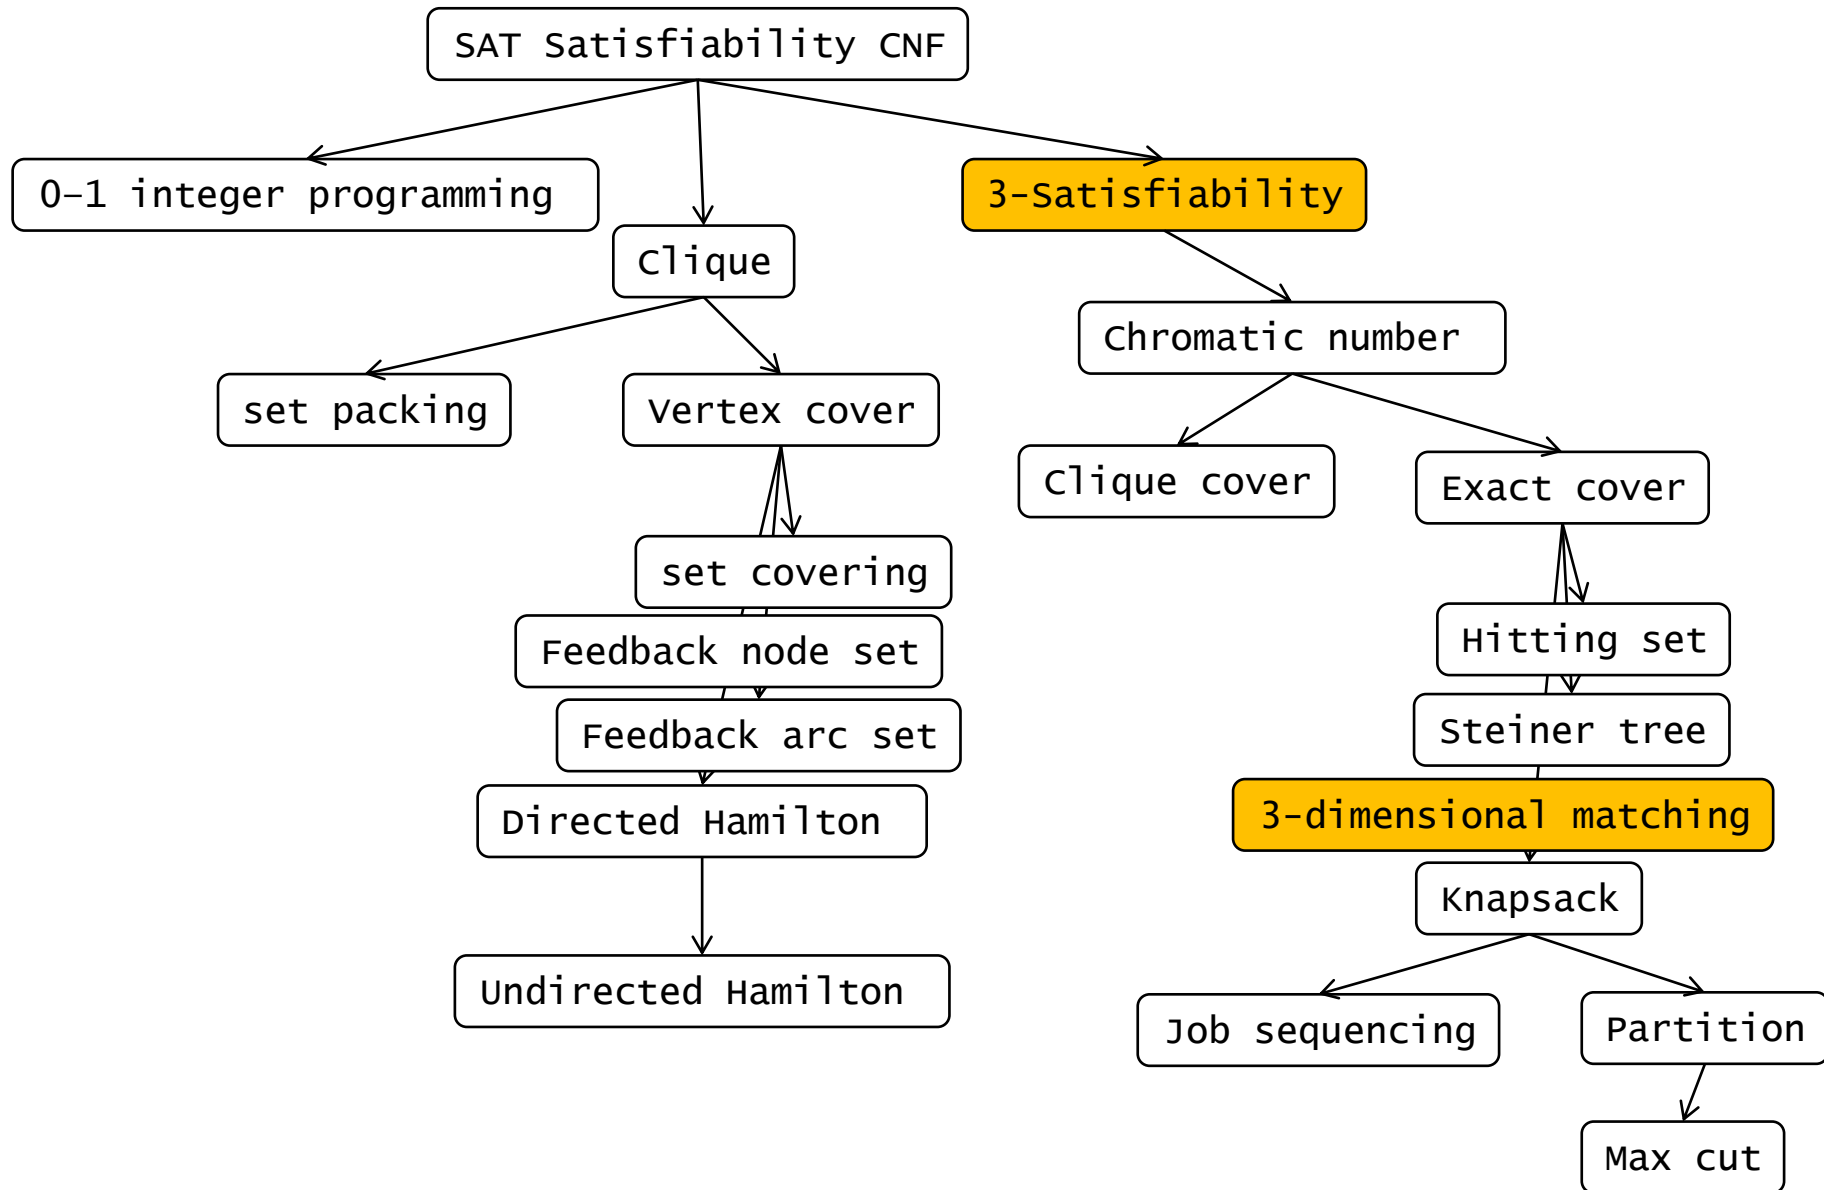 SAT Satisfiability CNF
0–1 integer programming
3-Satisfiability
Clique
Chromatic number
set packing
Vertex cover
Clique cover
Exact cover
set covering
Hitting set
Feedback node set
Steiner tree
Feedback arc set
3-dimensional matching
Directed Hamilton
Knapsack
Undirected Hamilton
Job sequencing
Partition
Max cut